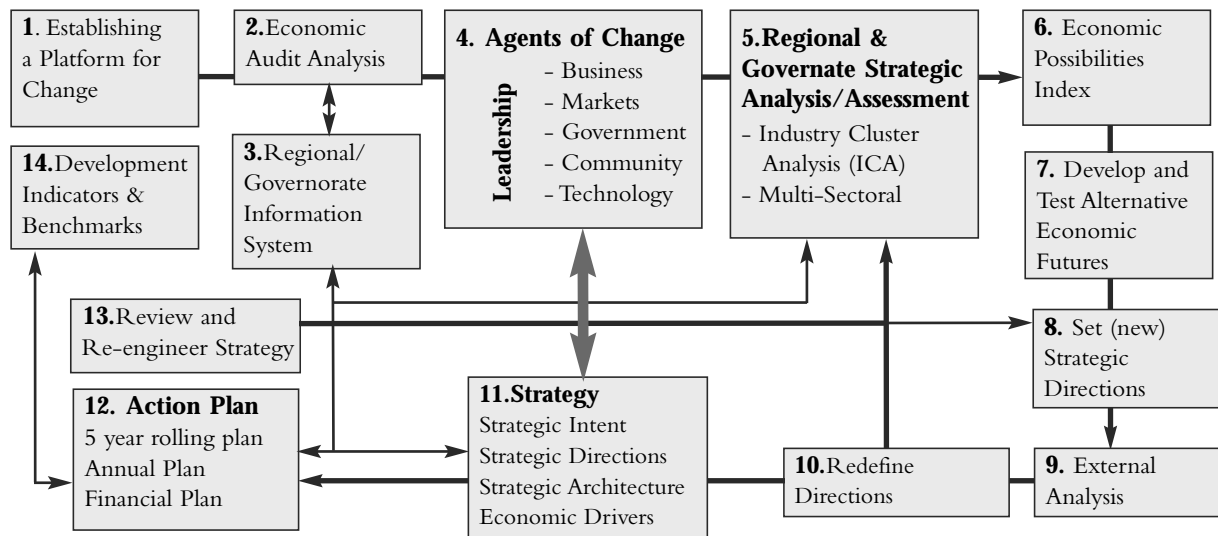 1. Establishing
a Platform for
Change
2.Economic
Audit Analysis
3.Regional/
Governorate
Information
System
4. Agents of Change
Leadership
- Business
- Markets
- Government
- Community
- Technology
5.Regional &
Governate Strategic
Analysis/Assessment
- Industry Cluster
Analysis (ICA)
- Multi-Sectoral
6. Economic
Possibilities
Index
7. Develop and
Test Alternative
Economic
Futures
8. Set (new)
Strategic
Directions
9. External
Analysis
10.Redefine
Directions
11.Strategy
Strategic Intent
Strategic Directions
Strategic Architecture
Economic Drivers
12. Action Plan
5 year rolling plan
Annual Plan
Financial Plan
13.Review and
Re-engineer Strategy
14.Development
Indicators &
Benchmarks